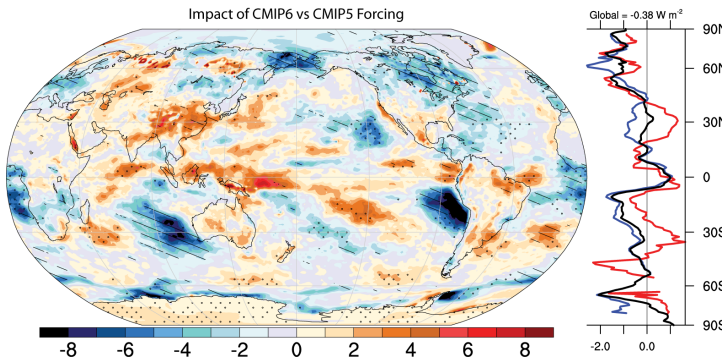 Impact of CMIP6 vs CMIP5 Forcing
Global = -0.38 W m⁻²
90N
60N
30N
0
30S
60S
90S
-8 -6 -4 -2 0 2 4 6 8
-2.0 0.0